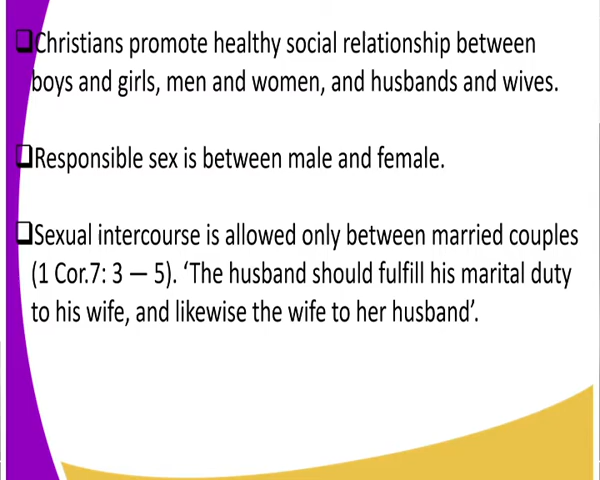 ❑Christians promote healthy social relationship between
boys and girls, men and women, and husbands and wives.
❑Responsible sex is between male and female.
❑Sexual intercourse is allowed only between married couples
(1 Cor.7: 3 — 5). ‘The husband should fulfill his marital duty
to his wife, and likewise the wife to her husband’.